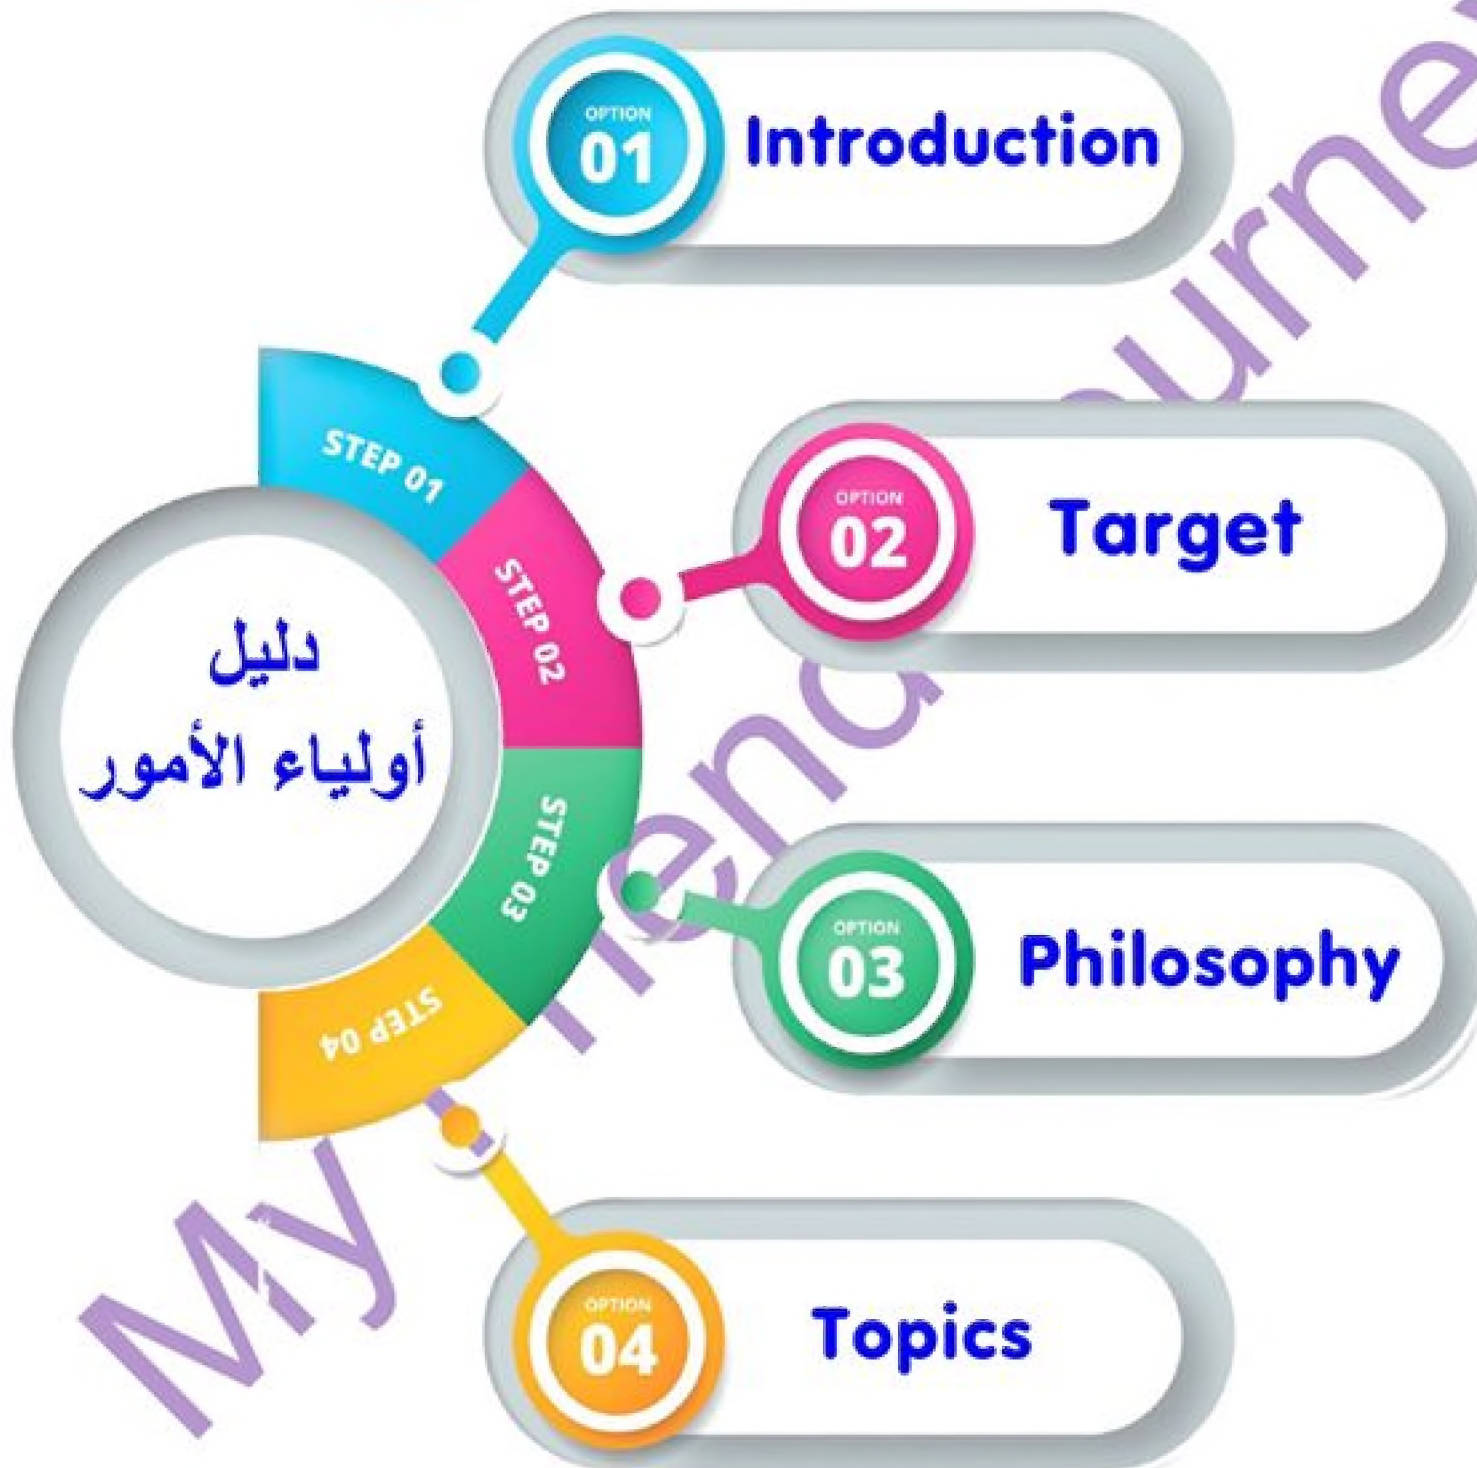 OPTION
01
Introduction
STEP 01
OPTION
02
Target
STEP 02
دليل
أولياء الأمور
STEP 03
OPTION
03
Philosophy
STEP 04
OPTION
04
Topics
My